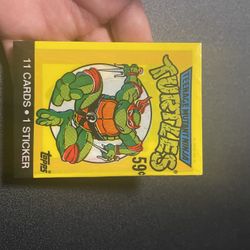 11 CARDS • 1 STICKER
TEENAGE MUTANT NINJA
TURTLES
59¢
TOPPS